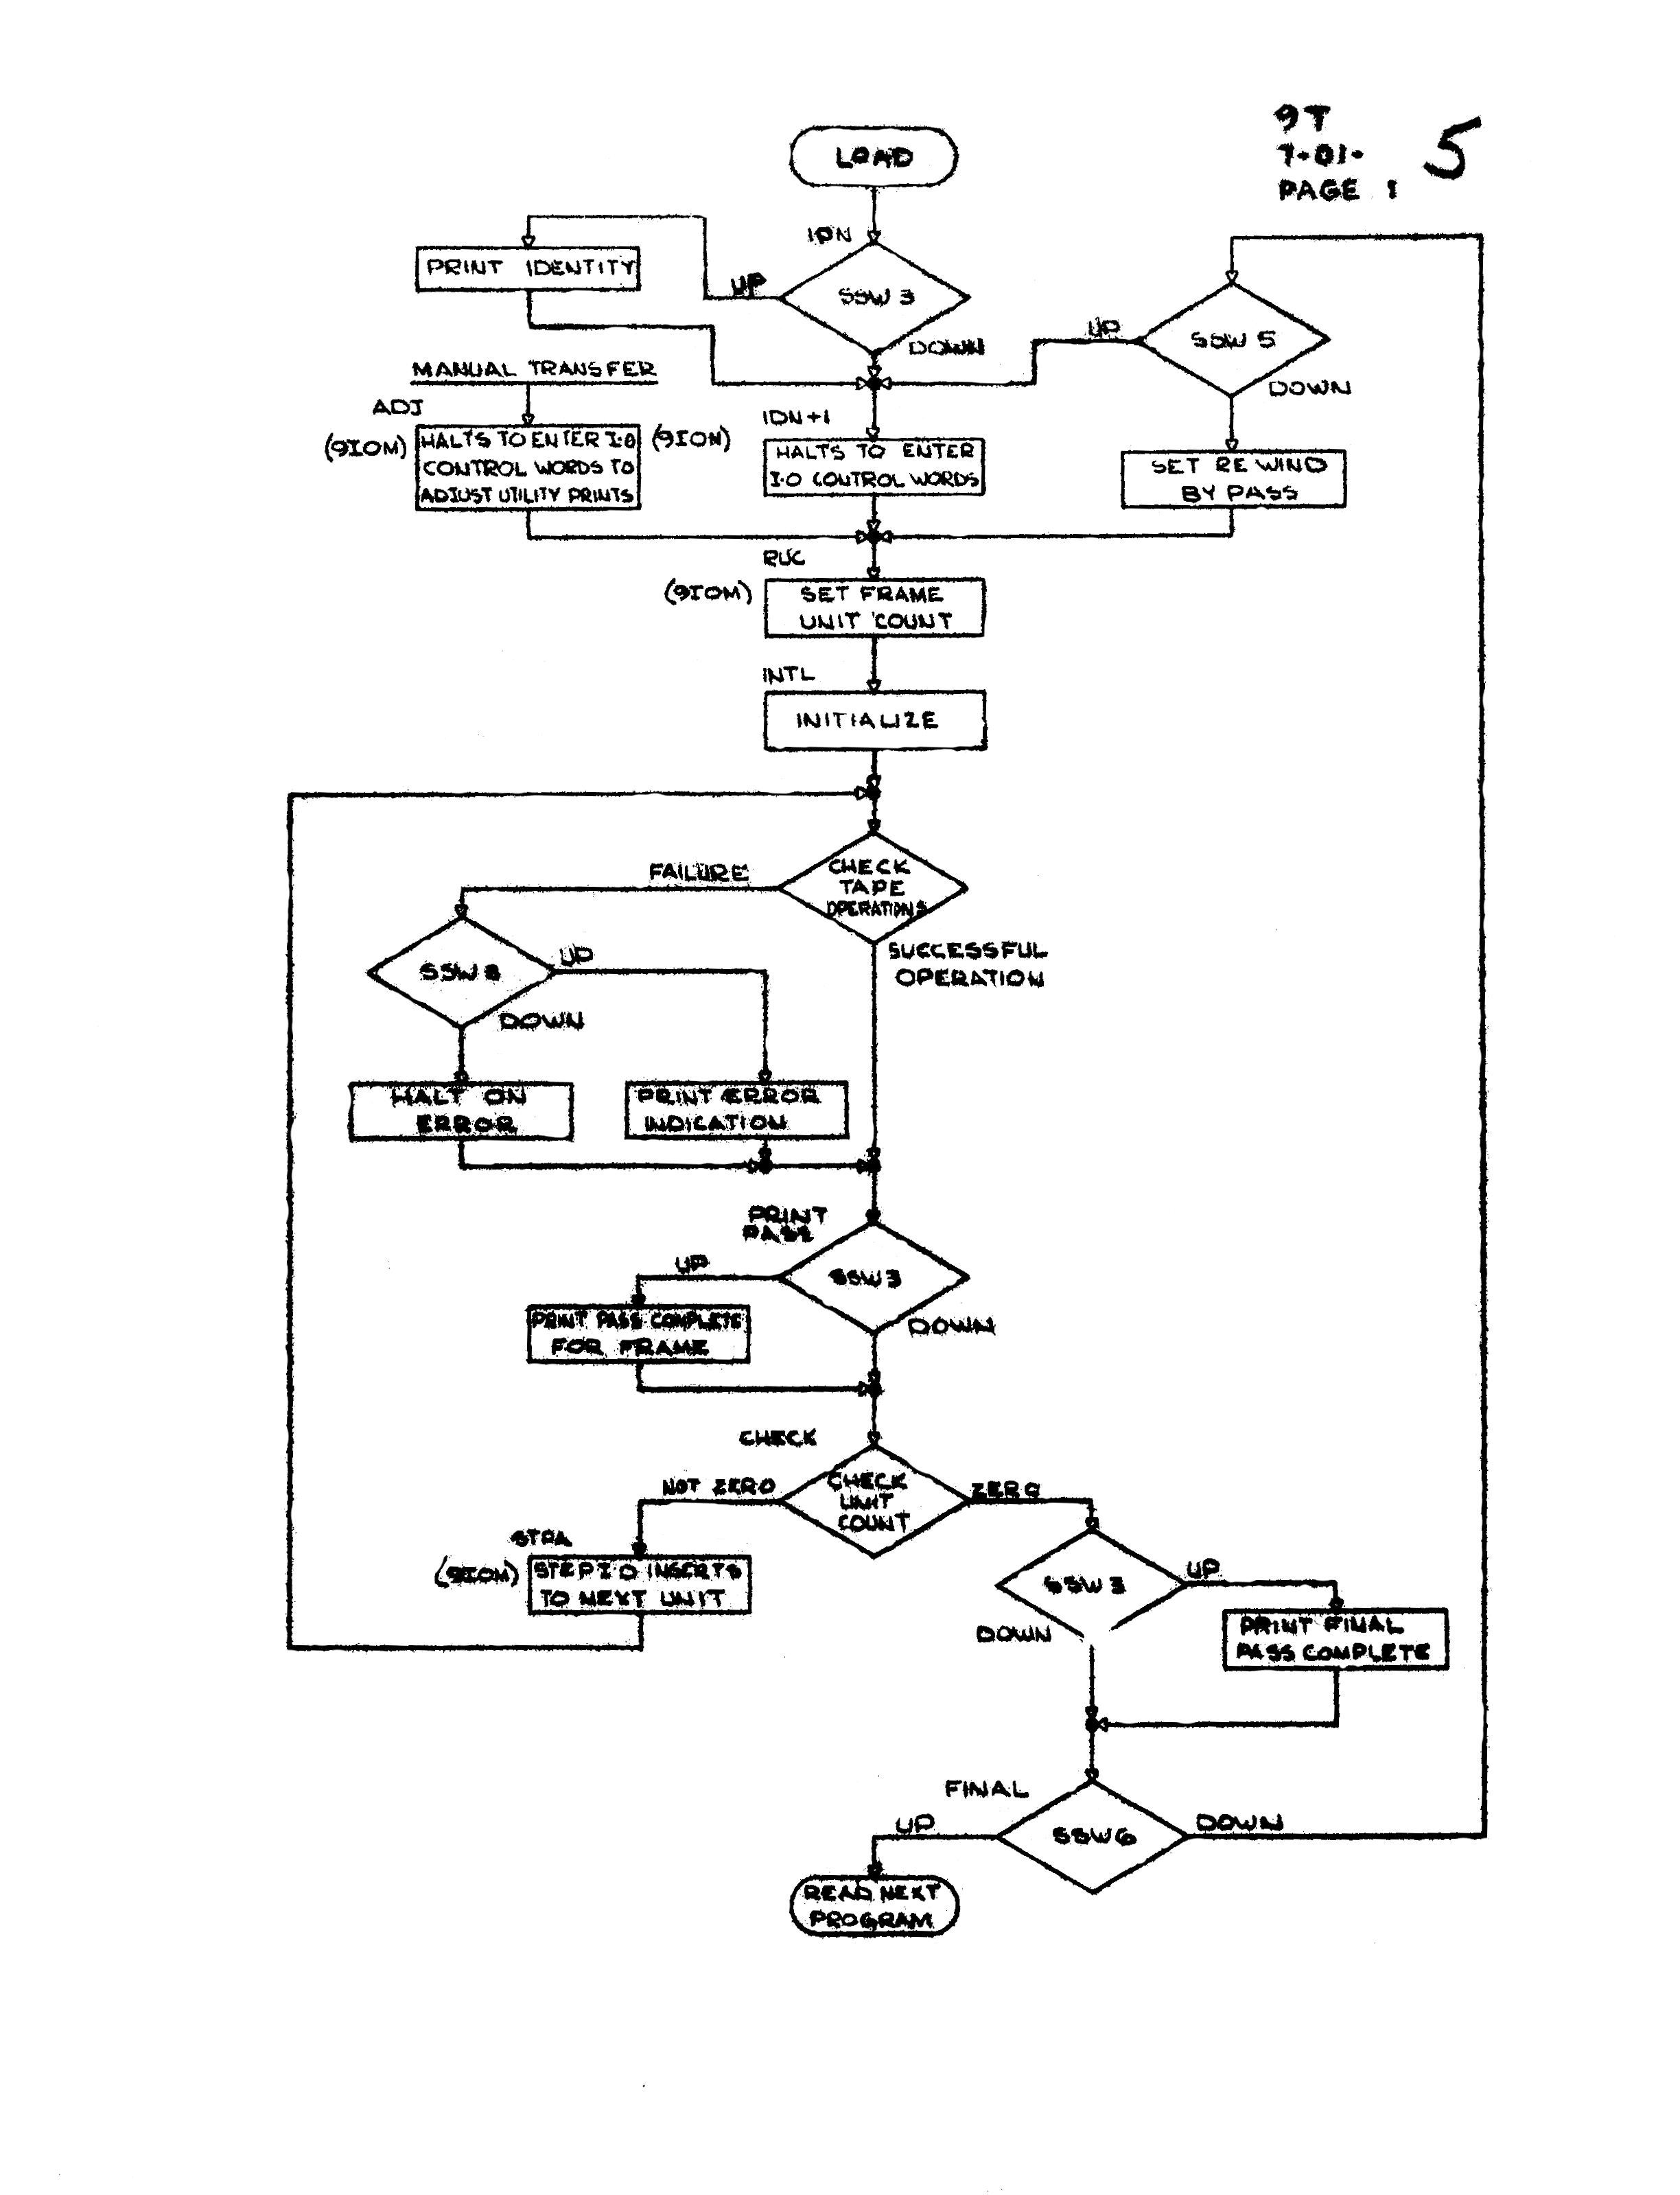 9T
7-01-
5
PAGE 1
LOAD
IDN
PRINT IDENTITY
UP
SSW 3
DOWN
UP
SSW 5
DOWN
MANUAL TRANSFER
ADJ
(9IOM)
HALTS TO ENTER I-O
CONTROL WORDS TO
ADJUST UTILITY PRINTS
(9ION)
IDN+1
HALTS TO ENTER
I-O CONTROL WORDS
SET REWIND
BY PASS
RUC
(9IOM)
SET FRAME
UNIT COUNT
INTL
INITIALIZE
FAILURE
CHECK
TAPE
OPERATIONS
SUCCESSFUL
OPERATION
UP
DOWN
HALT ON
ERROR
PRINT ERROR
INDICATION
PRINT
PASS
UP
SSW 3
DOWN
PRINT PASS COMPLETE
FOR FRAME
CHECK
NOT ZERO
CHECK
UNIT
COUNT
ZERO
STPA
(9IOM)
STEP I-O INSERTS
TO NEXT UNIT
SSW 3
UP
DOWN
PRINT FINAL
PASS COMPLETE
FINAL
UP
SSW 6
DOWN
READ NEXT
PROGRAM